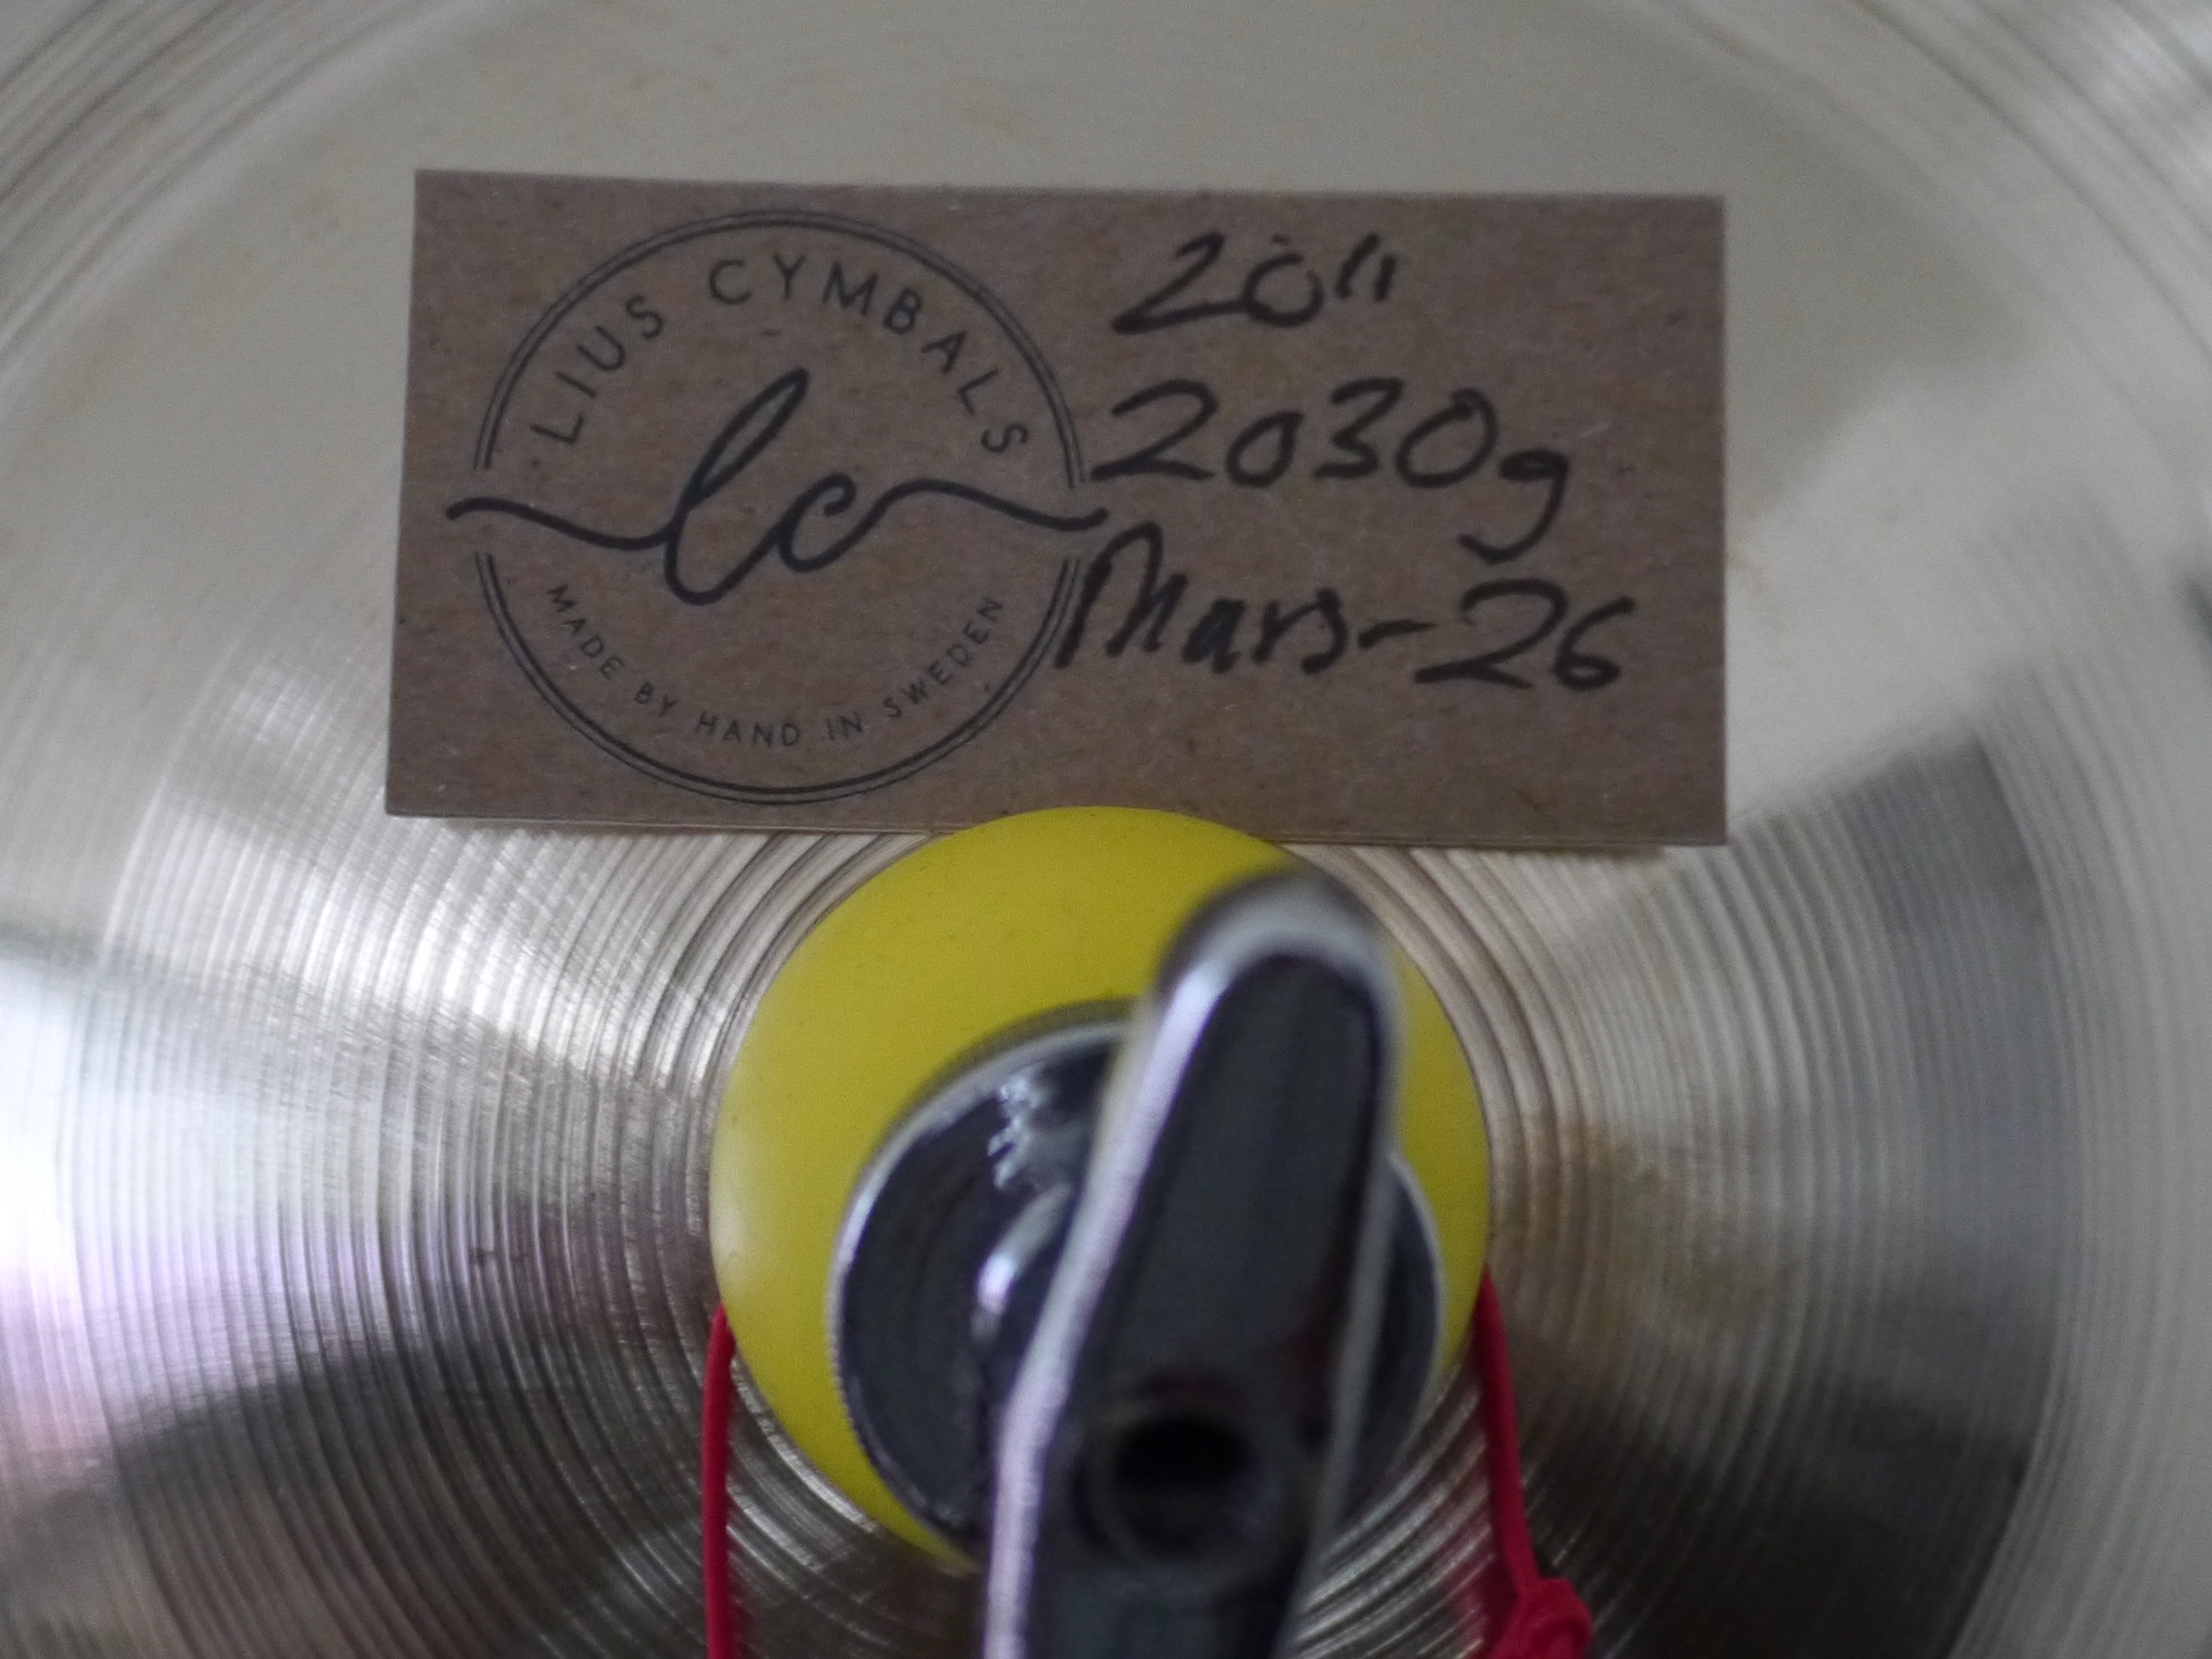 LIUS CYMBALS
lc
MADE BY HAND IN SWEDEN
20"
2030g
Mars-26